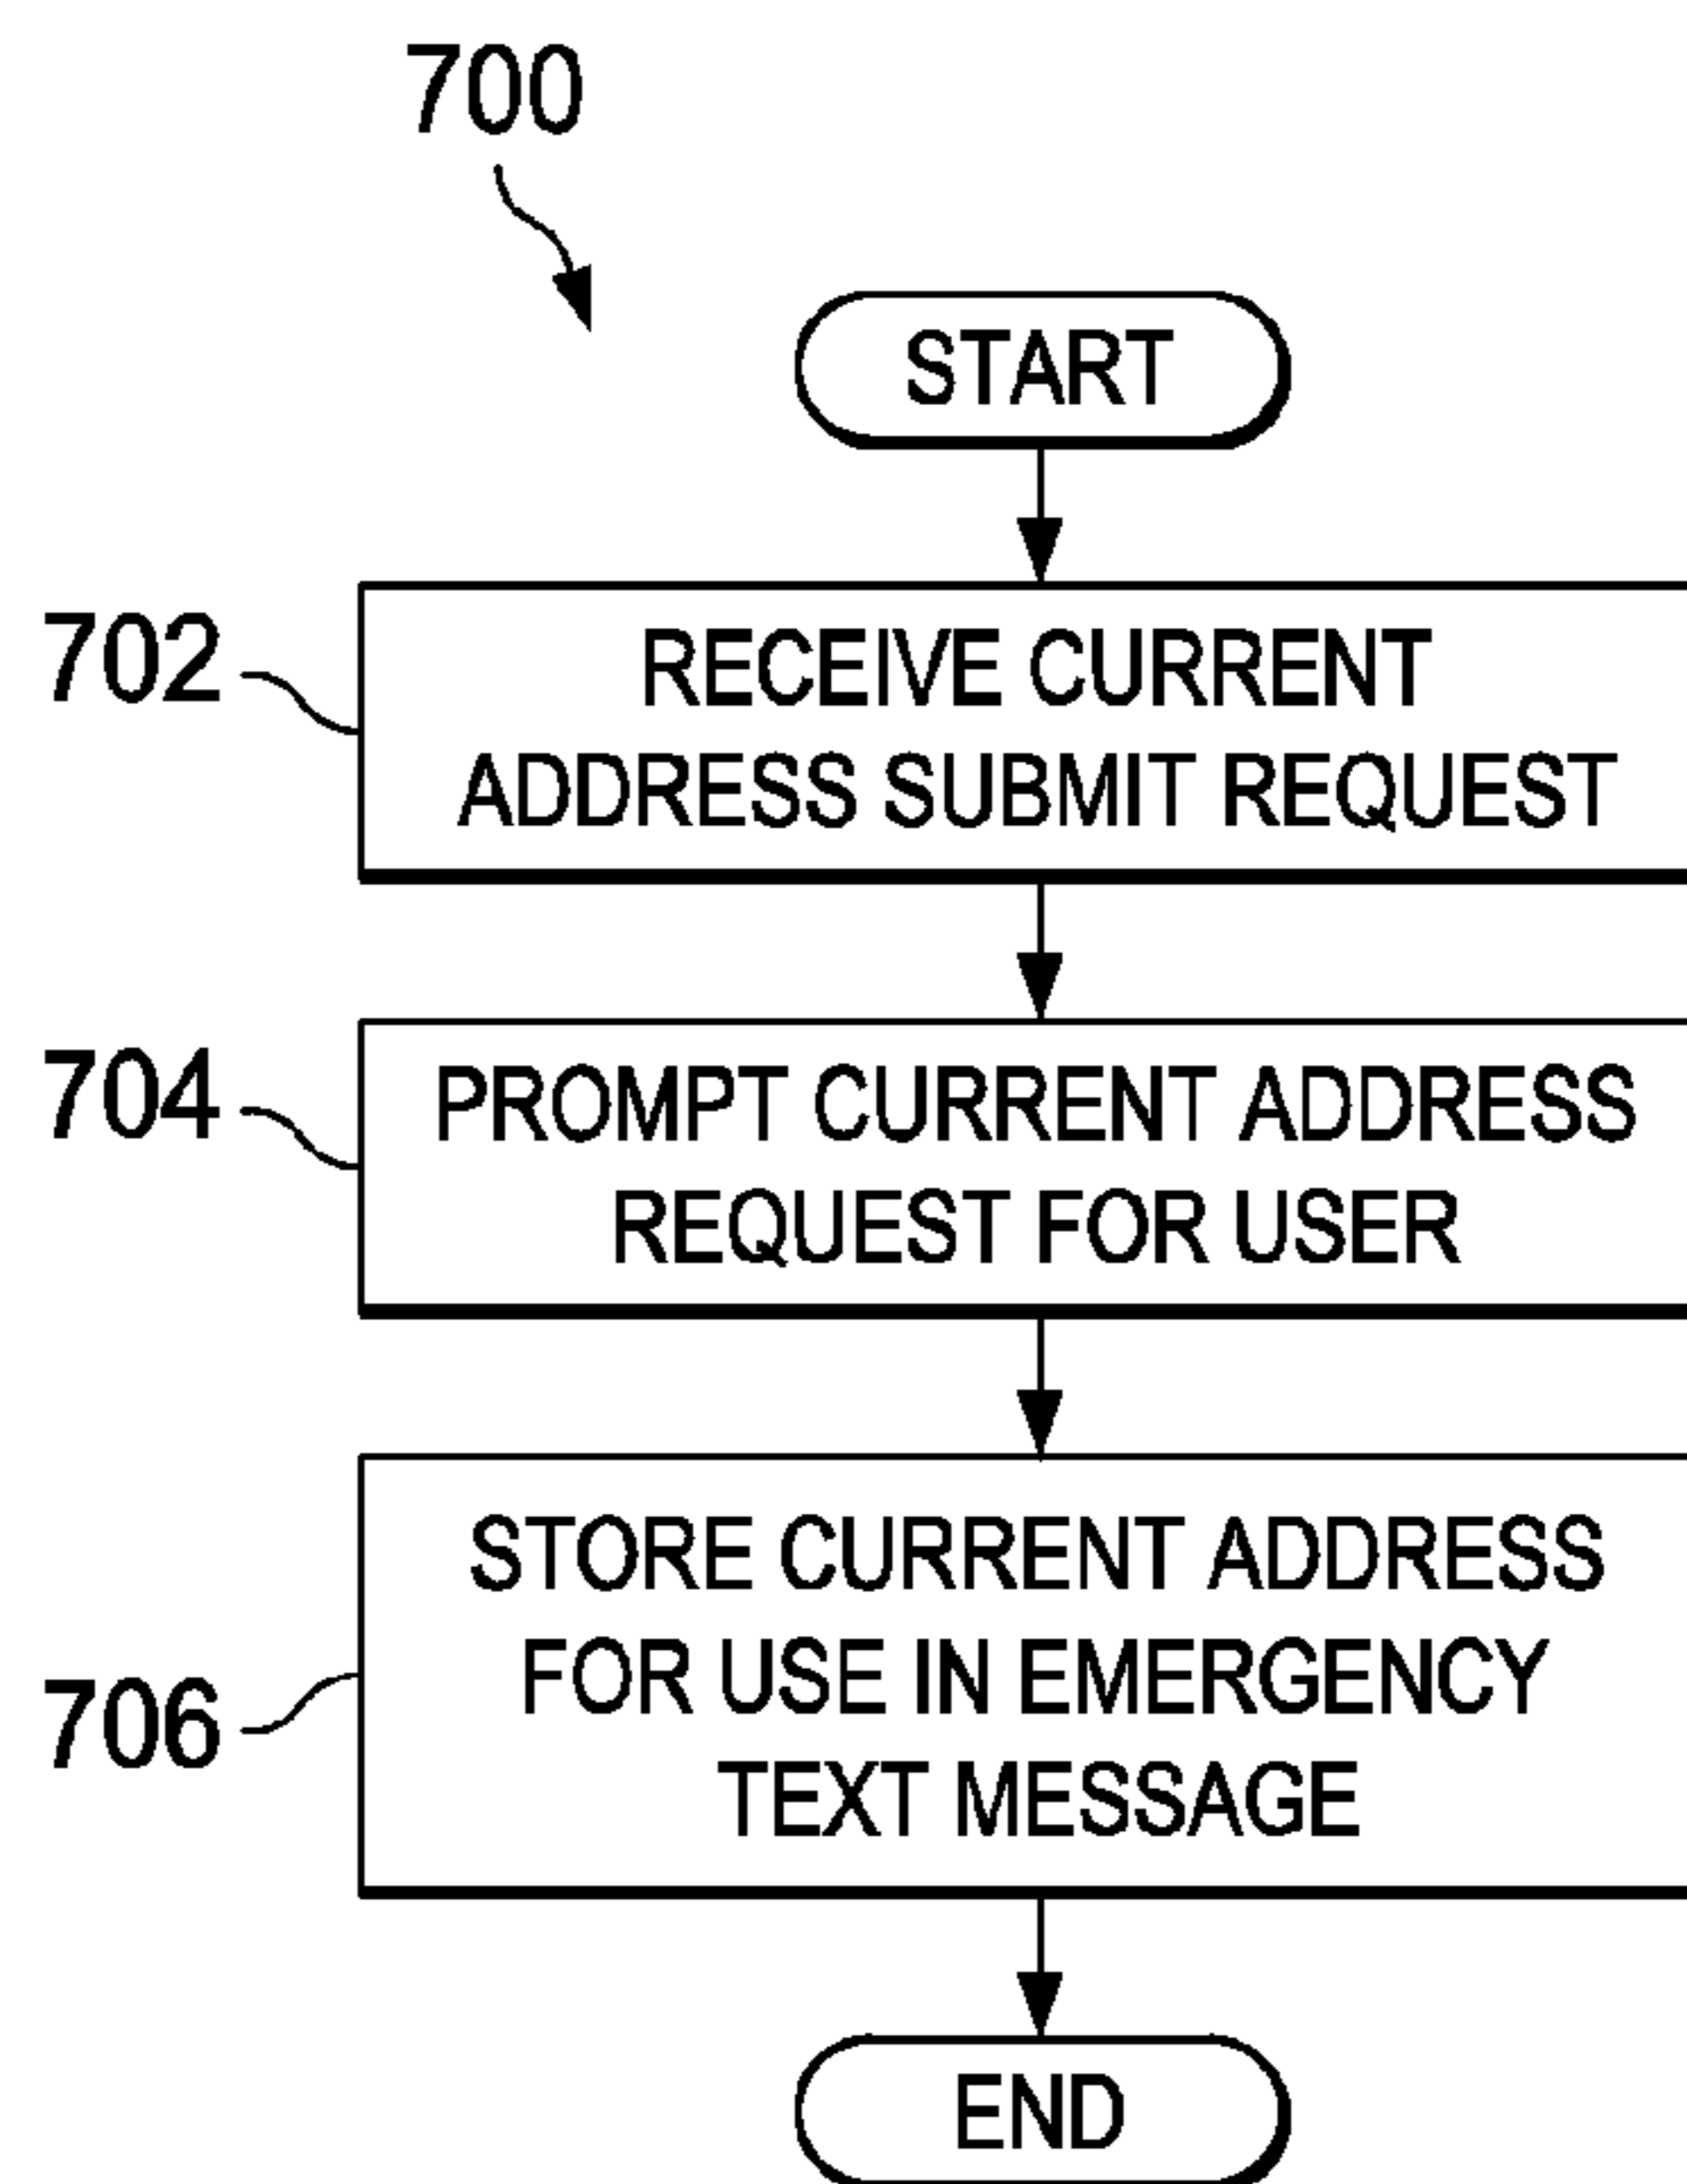 700
START
702
RECEIVE CURRENT
ADDRESS SUBMIT REQUEST
704
PROMPT CURRENT ADDRESS
REQUEST FOR USER
706
STORE CURRENT ADDRESS
FOR USE IN EMERGENCY
TEXT MESSAGE
END